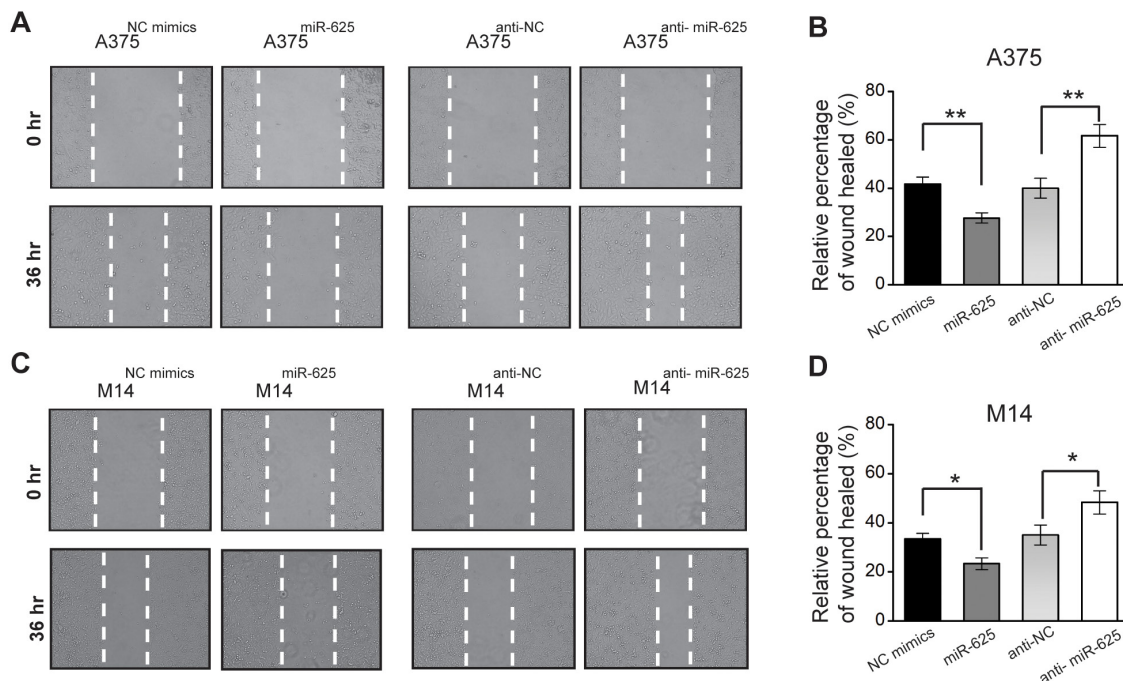 A
A375 NC mimics
A375 miR-625
A375 anti-NC
A375 anti- miR-625
0 hr
36 hr
B
A375
Relative percentage
of wound healed (%)
80
60
40
20
0
**
**
NC mimics
miR-625
anti-NC
anti- miR-625
C
M14 NC mimics
M14 miR-625
M14 anti-NC
M14 anti- miR-625
0 hr
36 hr
D
M14
Relative percentage
of wound healed (%)
80
60
40
20
0
*
*
NC mimics
miR-625
anti-NC
anti- miR-625